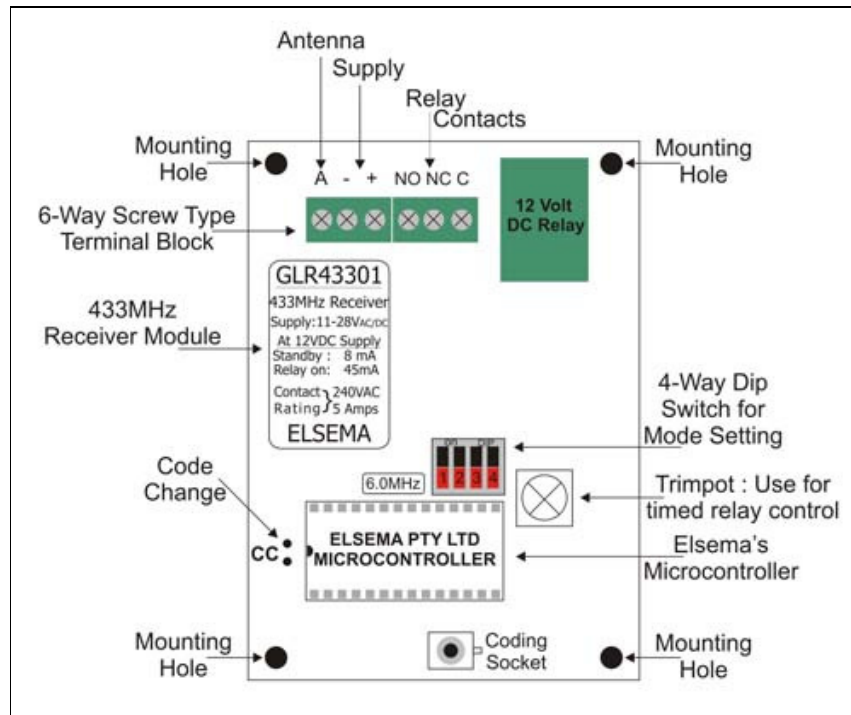 Antenna
Supply
Relay
Contacts
Mounting
Hole
Mounting
Hole
A - + NO NC C
6-Way Screw Type
Terminal Block
12 Volt
DC Relay
GLR43301
433MHz Receiver
Supply:11-28VAC/DC
At 12VDC Supply
Standby : 8 mA
Relay on: 45mA
Contact } 240VAC
Rating } 5 Amps
ELSEMA
433MHz
Receiver Module
4-Way Dip
Switch for
Mode Setting
on DIP
1 2 3 4
6.0MHz
Code
Change
Trimpot : Use for
timed relay control
CC
ELSEMA PTY LTD
MICROCONTROLLER
Elsema's
Microcontroller
Mounting
Hole
Coding
Socket
Mounting
Hole